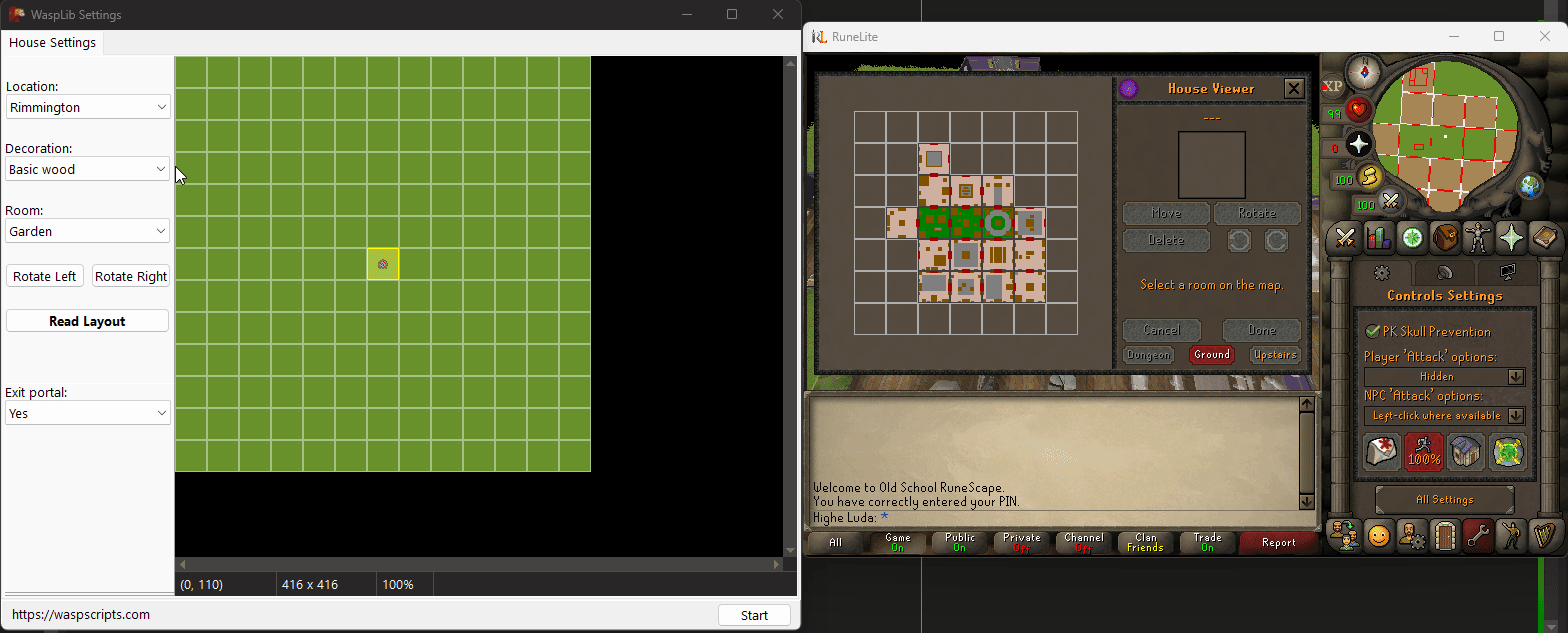 WaspLib Settings
House Settings
Location:
Rimmington
Decoration:
Basic wood
Room:
Garden
Rotate Left
Rotate Right
Read Layout
Exit portal:
Yes
(0, 110)
416 x 416
100%
https://waspscripts.com
Start
RuneLite
House Viewer
---
Move
Rotate
Delete
Select a room on the map.
Cancel
Done
Dungeon
Ground
Upstairs
Welcome to Old School RuneScape.
You have correctly entered your PIN.
Highe Luda: *
All
Game
On
Public
On
Private
Off
Channel
Off
Clan
Friends
Trade
On
Report
XP
99
0
100
100
Controls Settings
PK Skull Prevention
Player 'Attack' options:
Hidden
NPC 'Attack' options:
Left-click where available
100%
All Settings